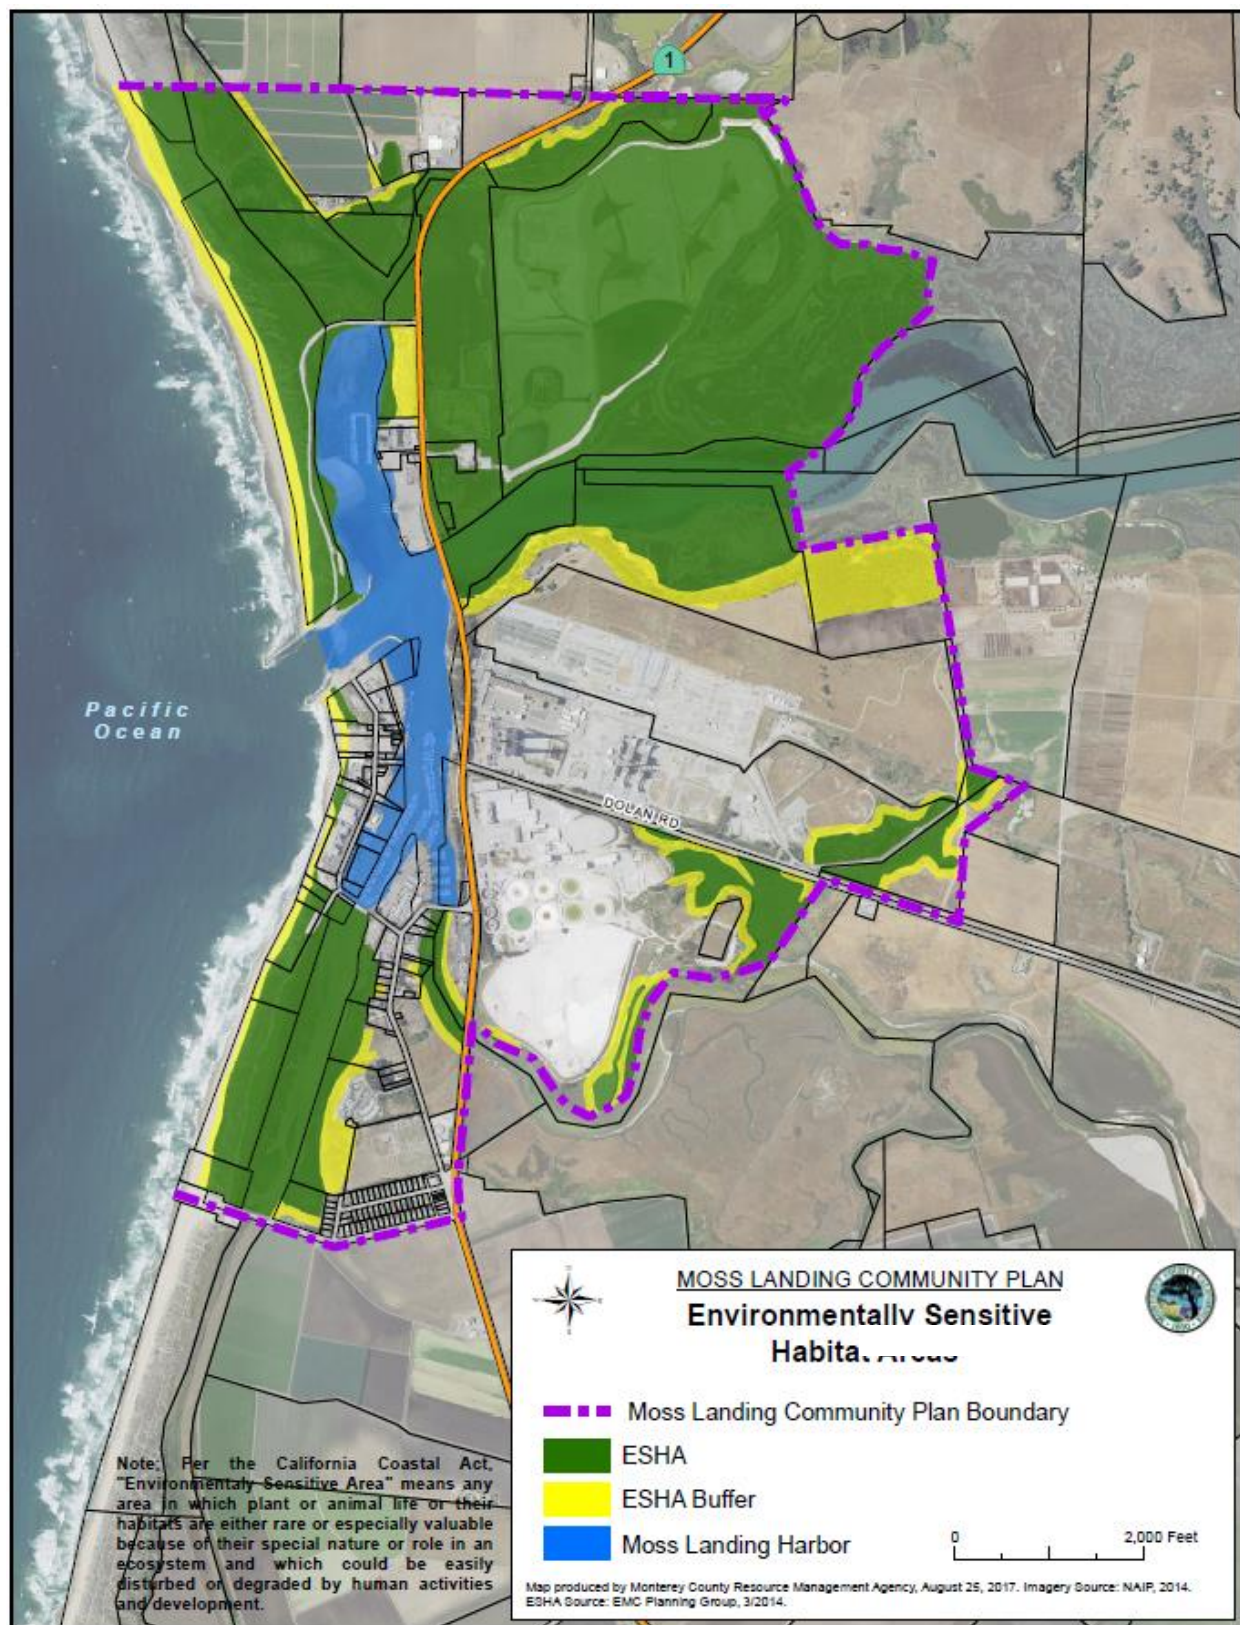 1
Pacific
Ocean
DOLAN RD
MOSS LANDING COMMUNITY PLAN
Environmentally Sensitive
Habitat Areas
Moss Landing Community Plan Boundary
ESHA
ESHA Buffer
Moss Landing Harbor
0 2,000 Feet
Map produced by Monterey County Resource Management Agency, August 25, 2017. Imagery Source: NAIP, 2014.
ESHA Source: EMC Planning Group, 3/2014.
Note: Per the California Coastal Act,
"Environmentaly Sensitive Area" means any
area in which plant or animal life or their
habitats are either rare or especially valuable
because of their special nature or role in an
ecosystem and which could be easily
disturbed or degraded by human activities
and development.